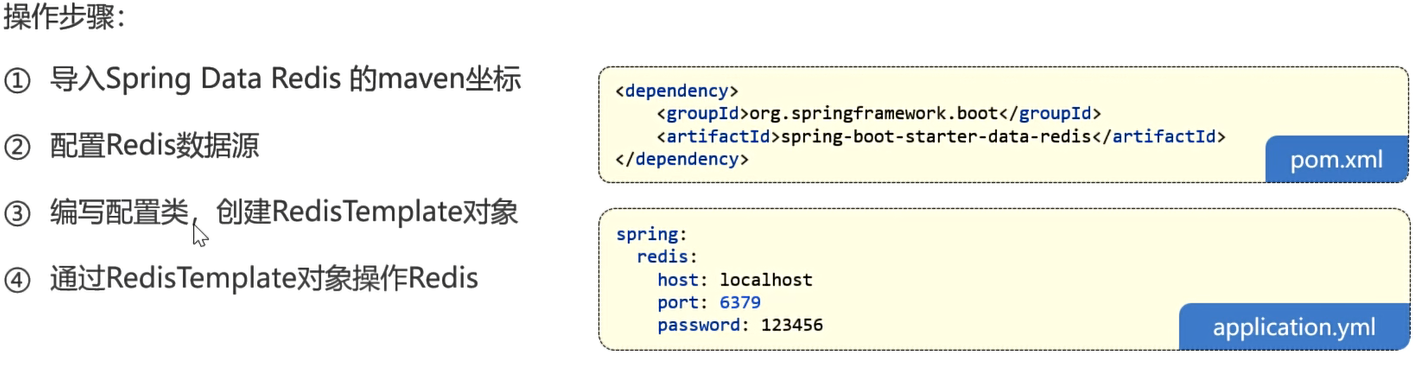 操作步骤：
① 导入Spring Data Redis 的maven坐标
② 配置Redis数据源
③ 编写配置类，创建RedisTemplate对象
④ 通过RedisTemplate对象操作Redis
<dependency>
    <groupId>org.springframework.boot</groupId>
    <artifactId>spring-boot-starter-data-redis</artifactId>
</dependency>
pom.xml
spring:
  redis:
    host: localhost
    port: 6379
    password: 123456
application.yml